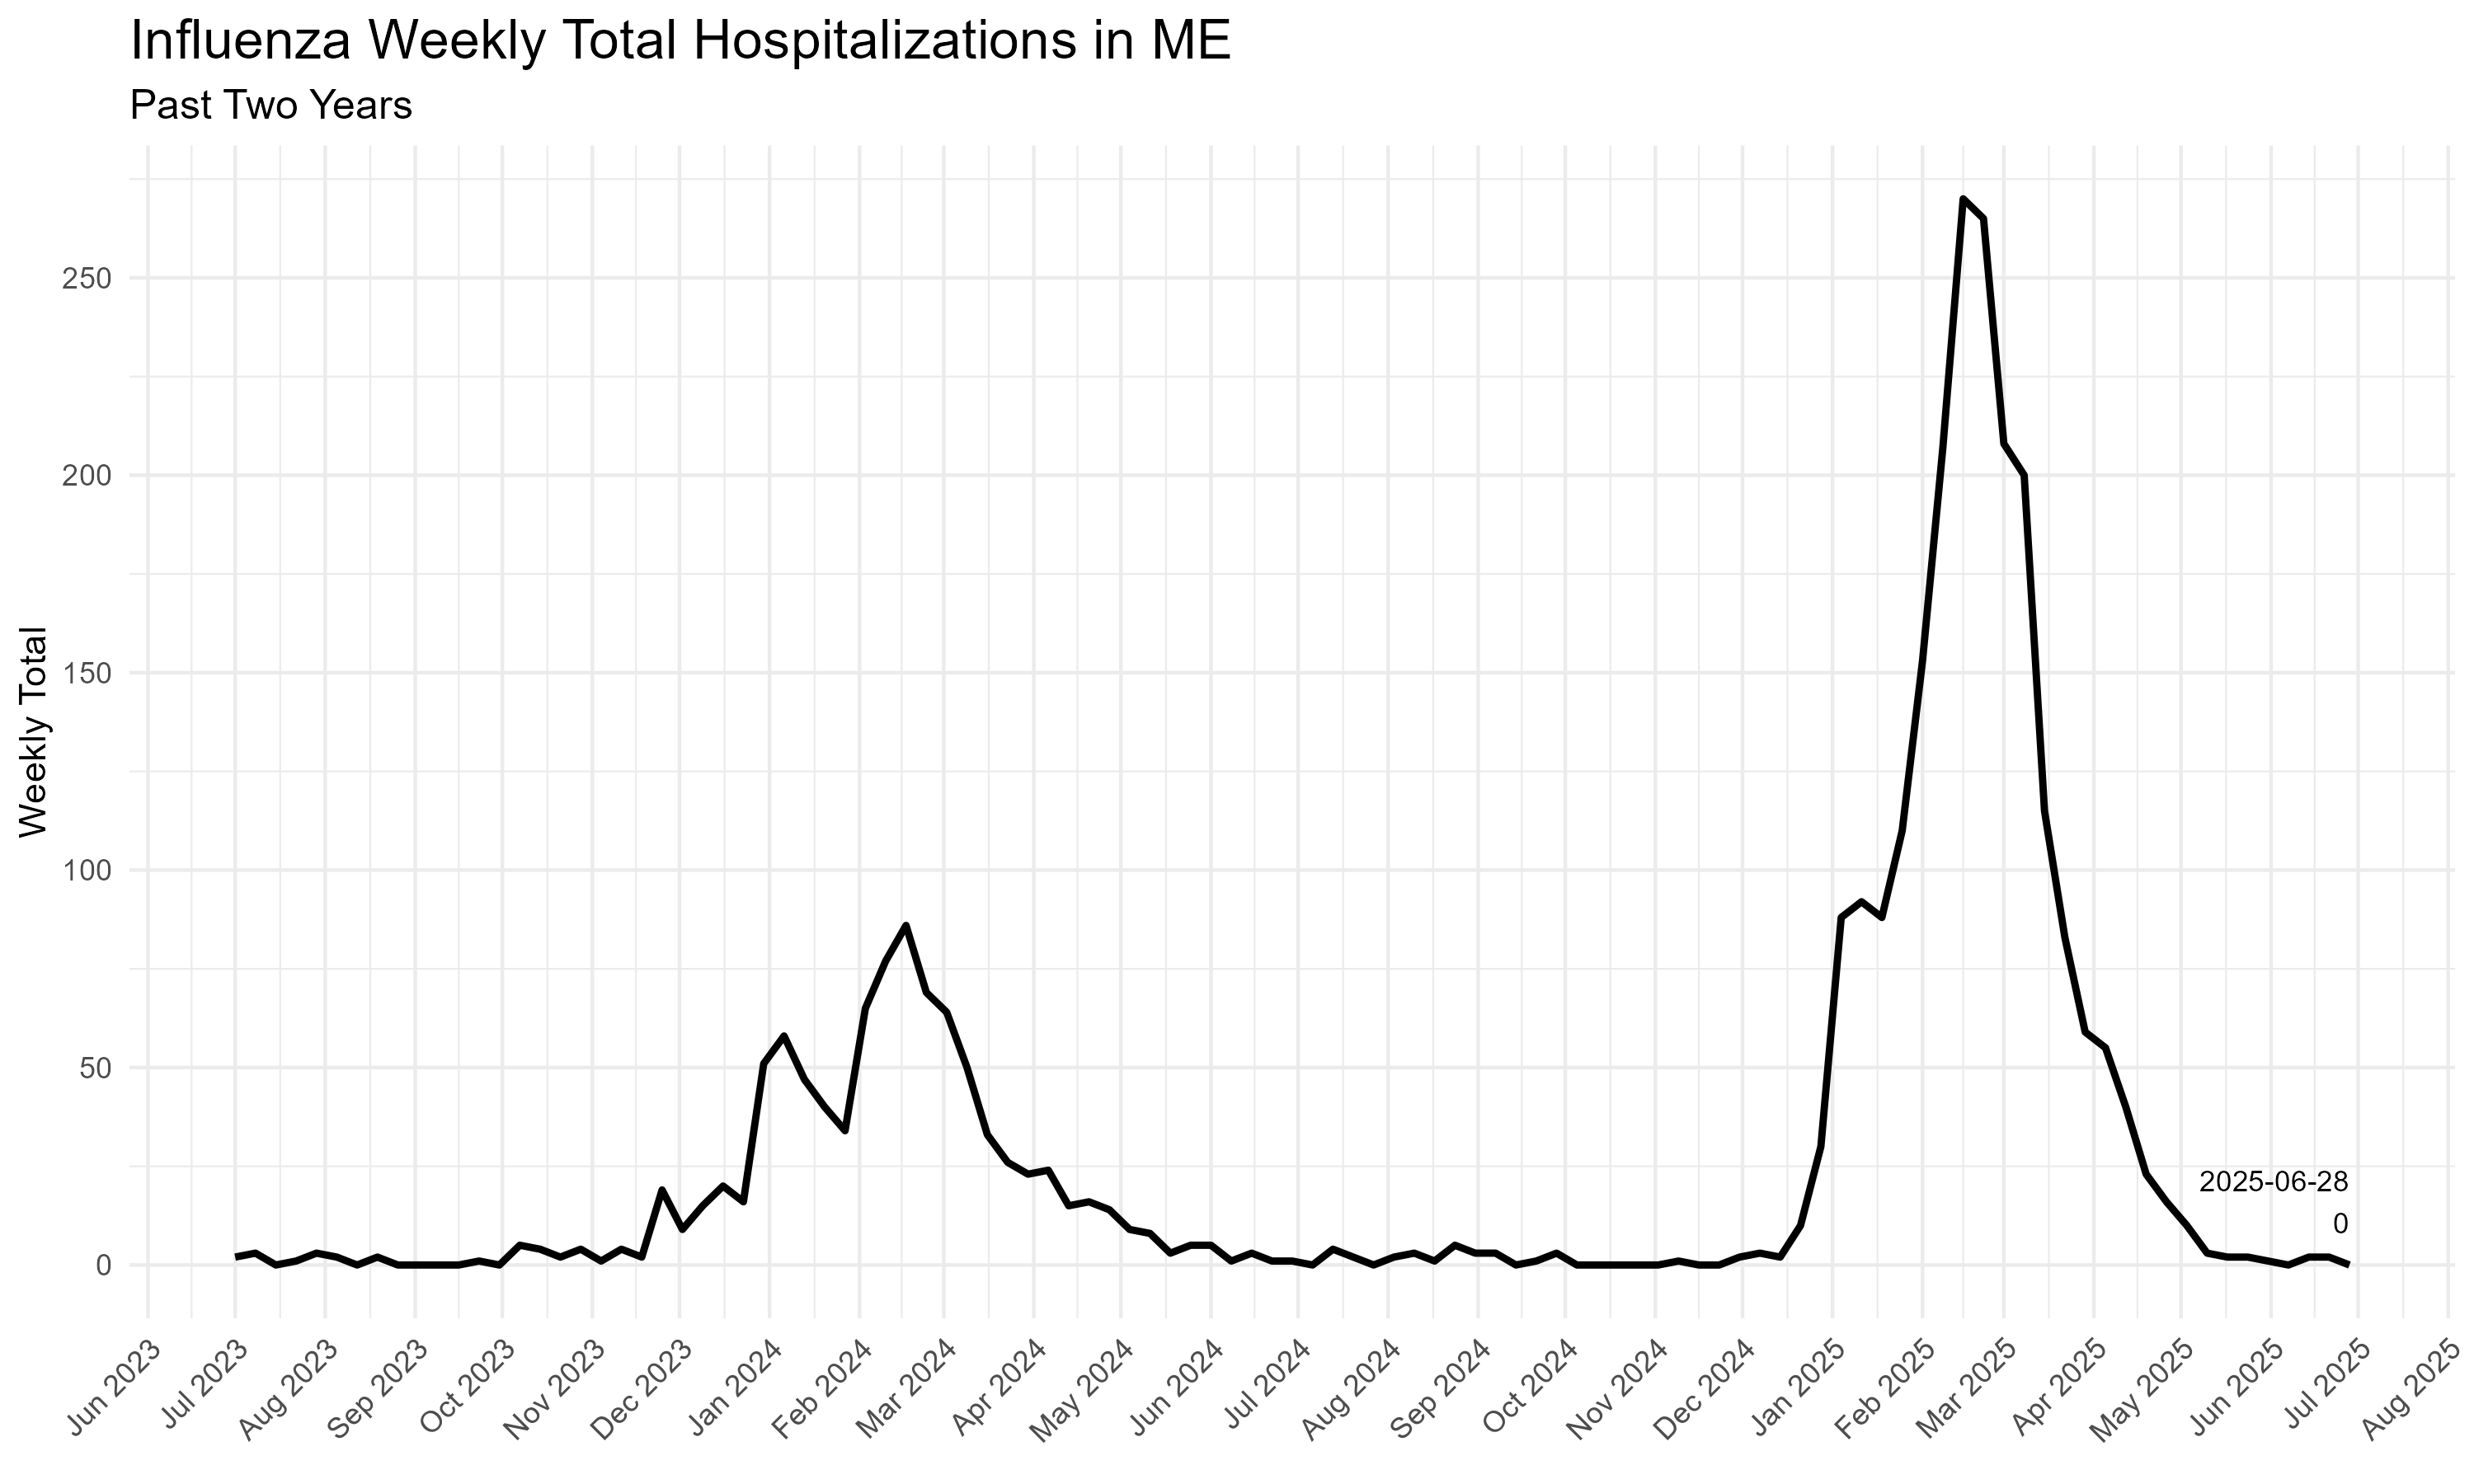 Influenza Weekly Total Hospitalizations in ME
Past Two Years
Weekly Total
250
200
150
100
50
0
2025-06-28
0
Jun 2023
Jul 2023
Aug 2023
Sep 2023
Oct 2023
Nov 2023
Dec 2023
Jan 2024
Feb 2024
Mar 2024
Apr 2024
May 2024
Jun 2024
Jul 2024
Aug 2024
Sep 2024
Oct 2024
Nov 2024
Dec 2024
Jan 2025
Feb 2025
Mar 2025
Apr 2025
May 2025
Jun 2025
Jul 2025
Aug 2025